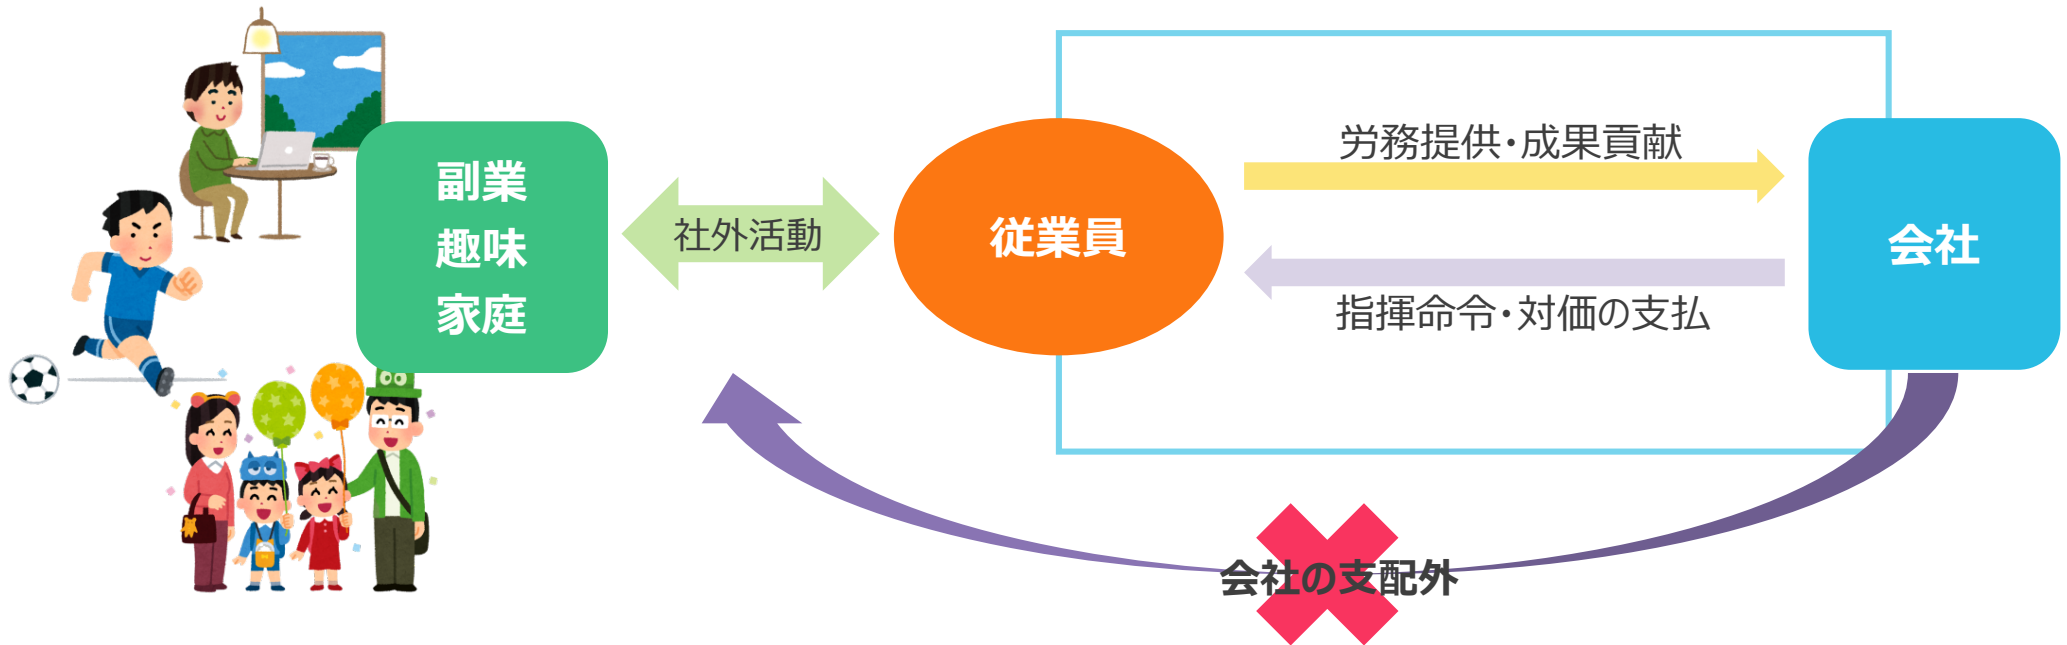 副業
趣味
家庭
社外活動
従業員
労務提供・成果貢献
指揮命令・対価の支払
会社
会社の支配外